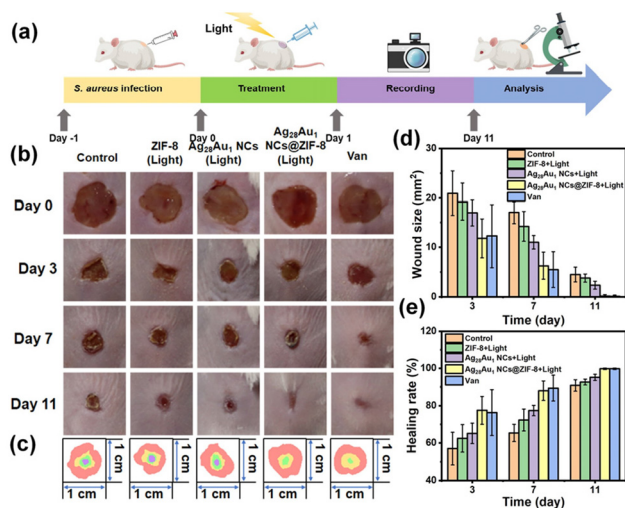 (a)
Light
S. aureus infection
Treatment
Recording
Analysis
Day -1
Day 0
Day 1
Day 11
(b)
Control
ZIF-8
(Light)
Ag28Au1 NCs
(Light)
Ag28Au1
NCs@ZIF-8
(Light)
Van
Day 0
Day 3
Day 7
Day 11
(c)
1 cm
1 cm
1 cm
1 cm
1 cm
1 cm
1 cm
1 cm
1 cm
1 cm
(d)
Control
ZIF-8+Light
Ag28Au1 NCs+Light
Ag28Au1 NCs@ZIF-8+Light
Van
Wound size (mm2)
30
20
10
0
3
7
11
Time (day)
(e)
Control
ZIF-8+Light
Ag28Au1 NCs+Light
Ag28Au1 NCs@ZIF-8+Light
Van
Healing rate (%)
120
100
80
60
40
3
7
11
Time (day)